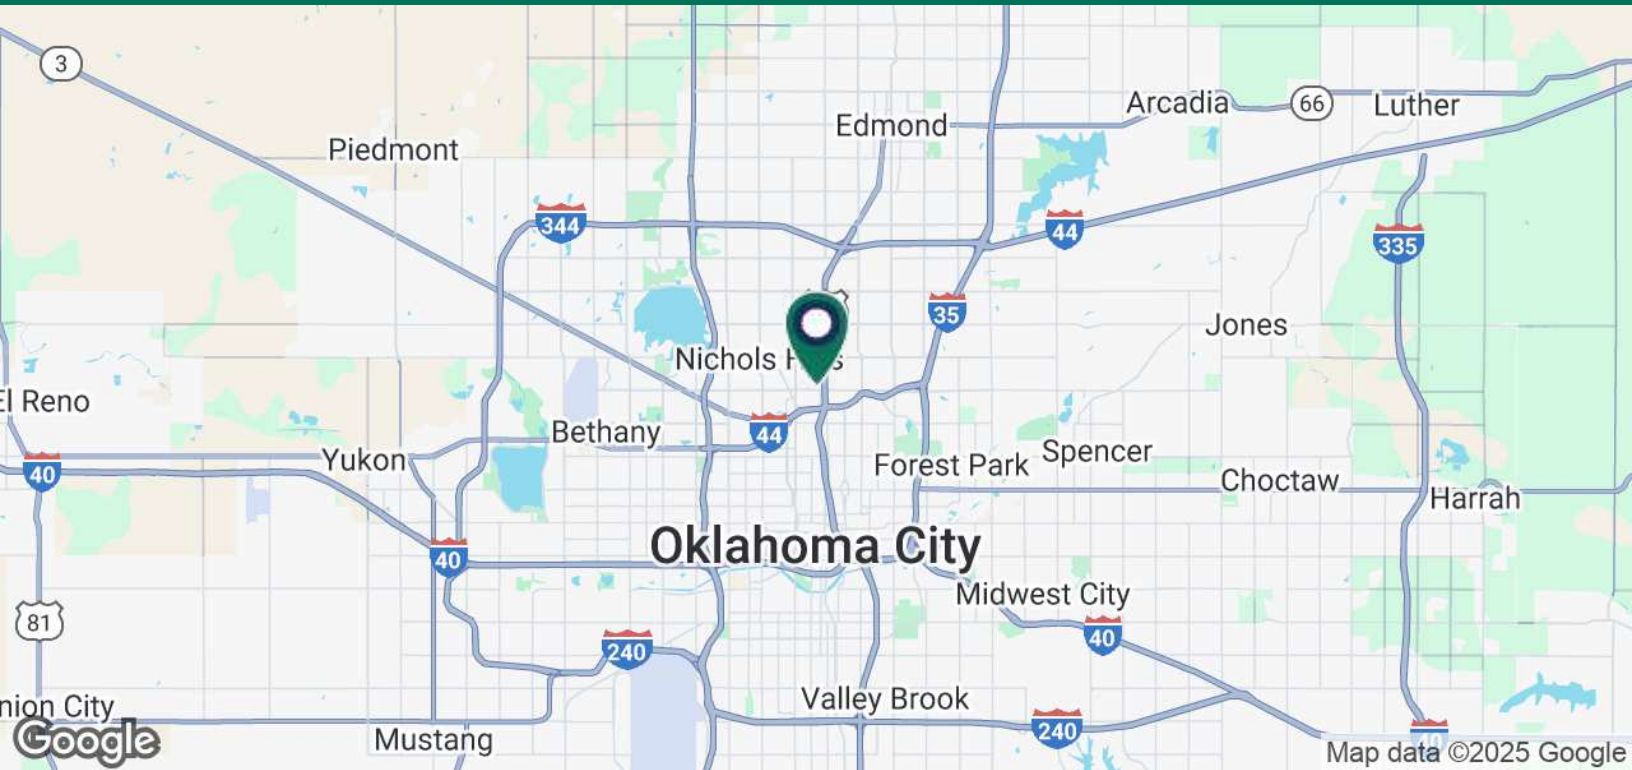 3
Edmond
Arcadia
66
Luther
Piedmont
344
44
335
35
Jones
Nichols
El Reno
44
Bethany
Yukon
Forest Park
Spencer
40
Choctaw
Harrah
Oklahoma City
40
Midwest City
81
40
240
Valley Brook
240
nion City
Mustang
40
Google
Map data ©2025 Google